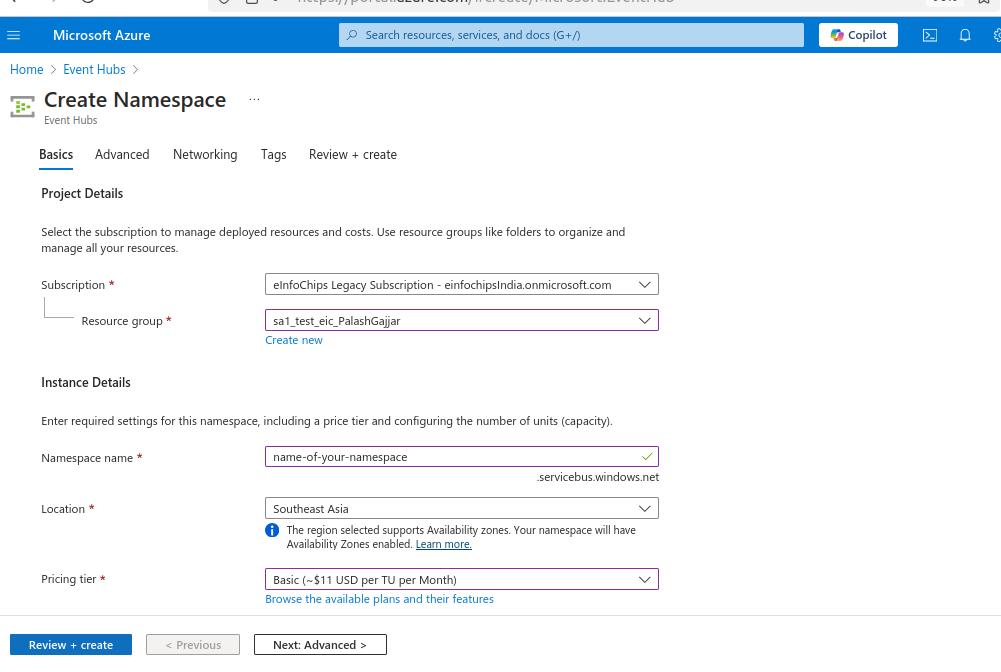 Microsoft Azure
Search resources, services, and docs (G+/)
Copilot
Home > Event Hubs >
Create Namespace ...
Event Hubs
Basics Advanced Networking Tags Review + create
Project Details
Select the subscription to manage deployed resources and costs. Use resource groups like folders to organize and
manage all your resources.
Subscription *
eInfoChips Legacy Subscription - einfochipsIndia.onmicrosoft.com
Resource group *
sa1_test_eic_PalashGajjar
Create new
Instance Details
Enter required settings for this namespace, including a price tier and configuring the number of units (capacity).
Namespace name *
name-of-your-namespace
.servicebus.windows.net
Location *
Southeast Asia
The region selected supports Availability zones. Your namespace will have
Availability Zones enabled. Learn more.
Pricing tier *
Basic (~$11 USD per TU per Month)
Browse the available plans and their features
Review + create
< Previous
Next: Advanced >